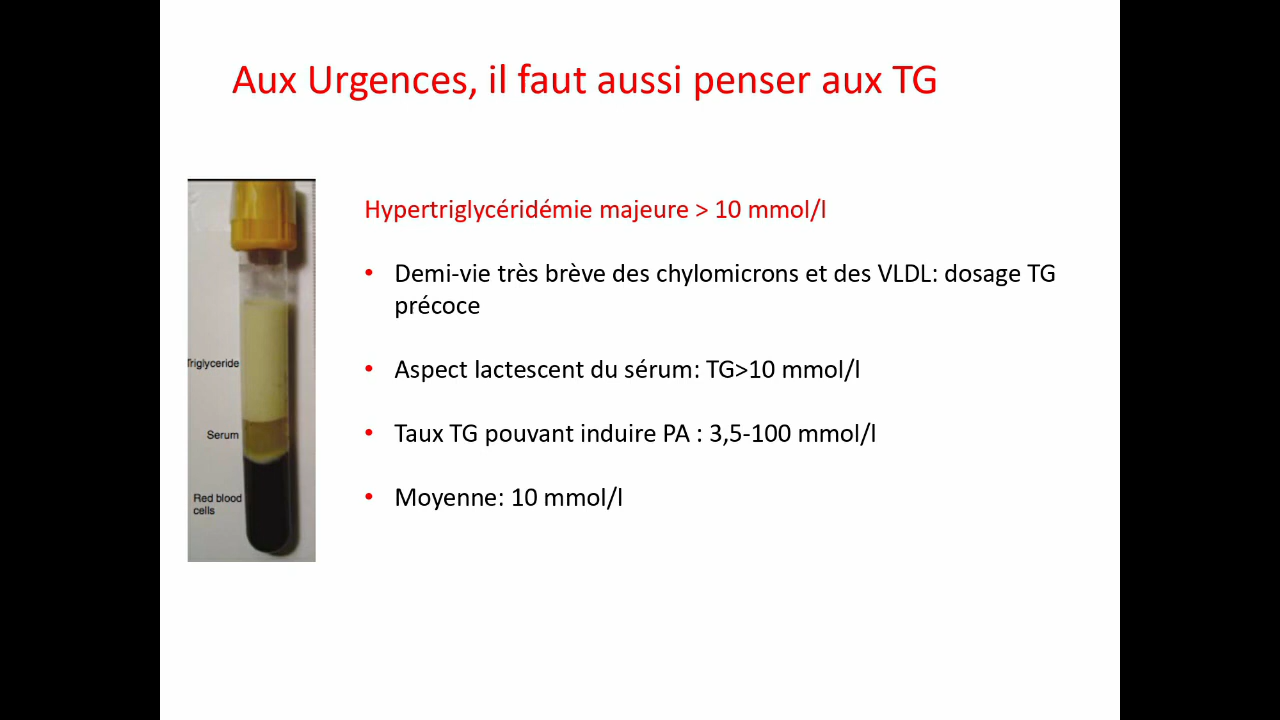 Aux Urgences, il faut aussi penser aux TG
Hypertriglycéridémie majeure > 10 mmol/l
• Demi-vie très brève des chylomicrons et des VLDL: dosage TG
précoce
• Aspect lactescent du sérum: TG>10 mmol/l
• Taux TG pouvant induire PA : 3,5-100 mmol/l
• Moyenne: 10 mmol/l
Triglyceride
Serum
Red blood
cells